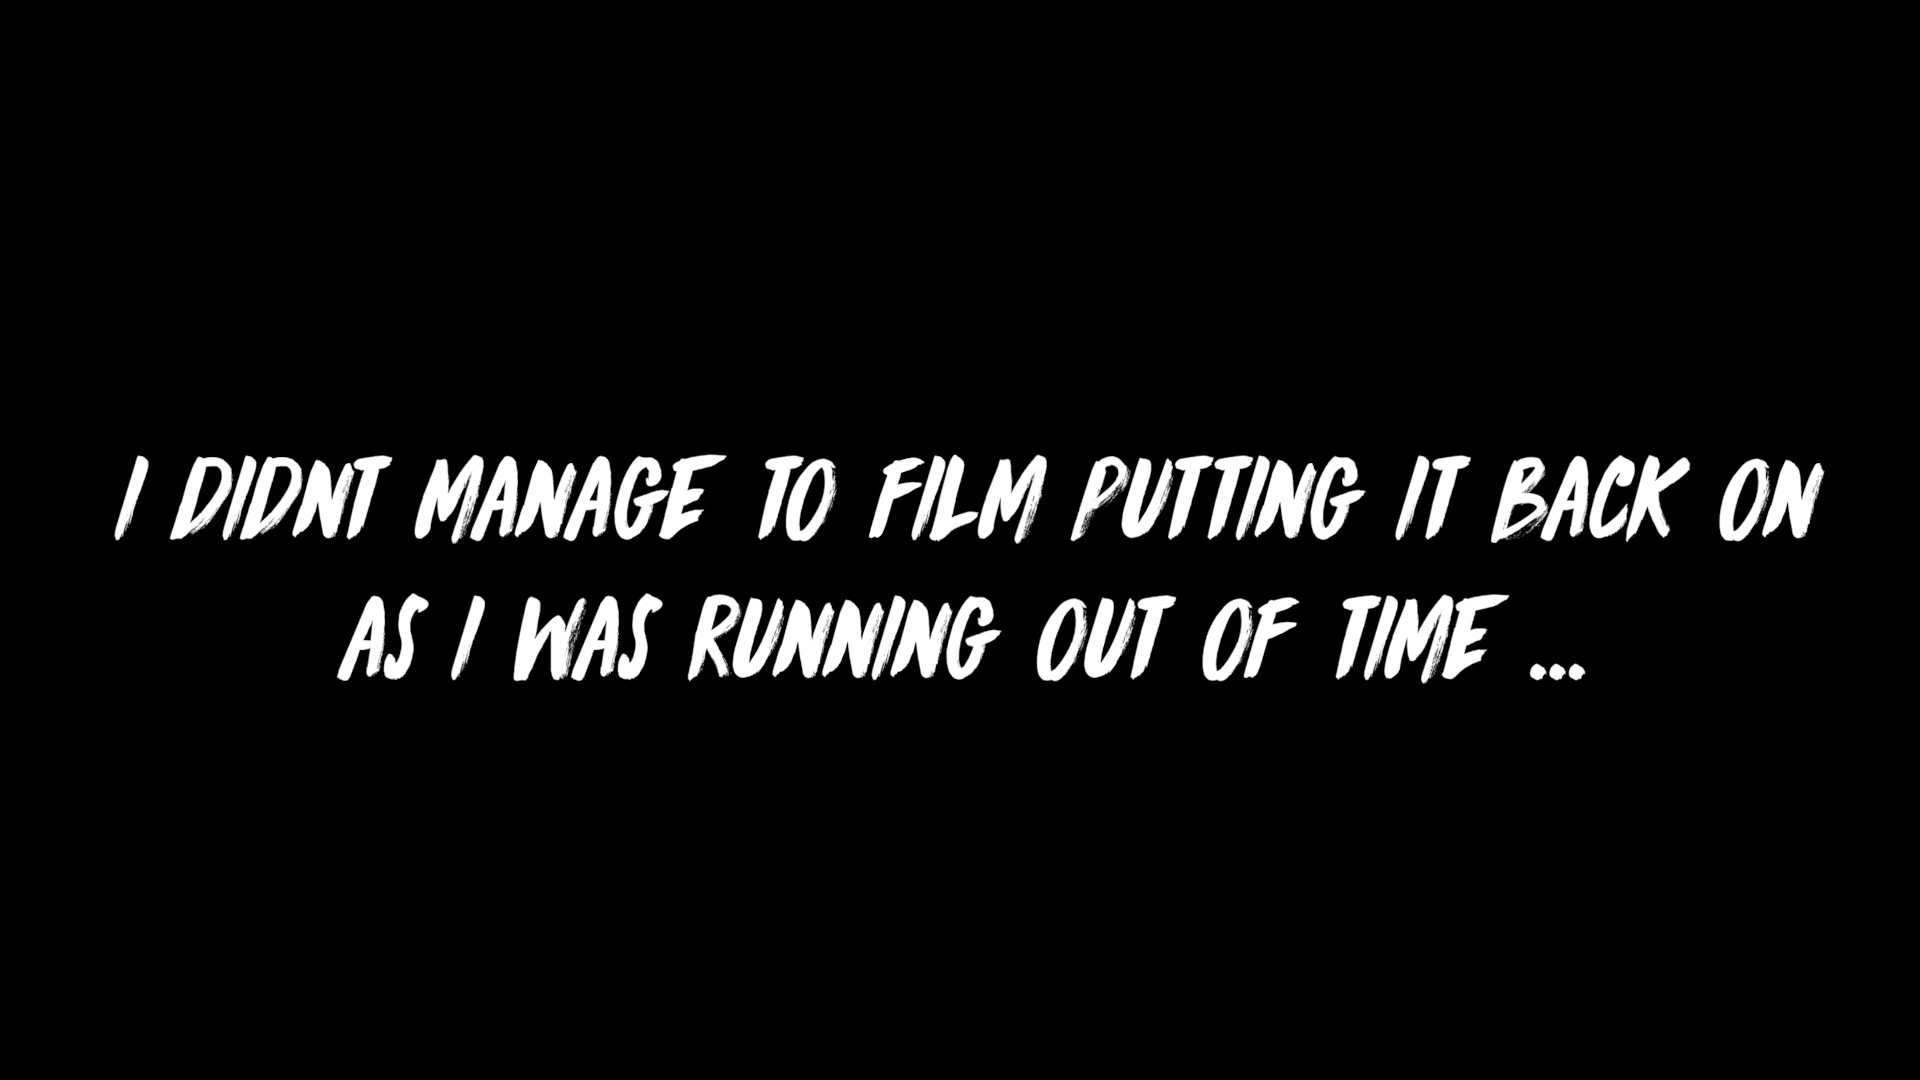 I DIDNT MANAGE TO FILM PUTTING IT BACK ON
AS I WAS RUNNING OUT OF TIME ...